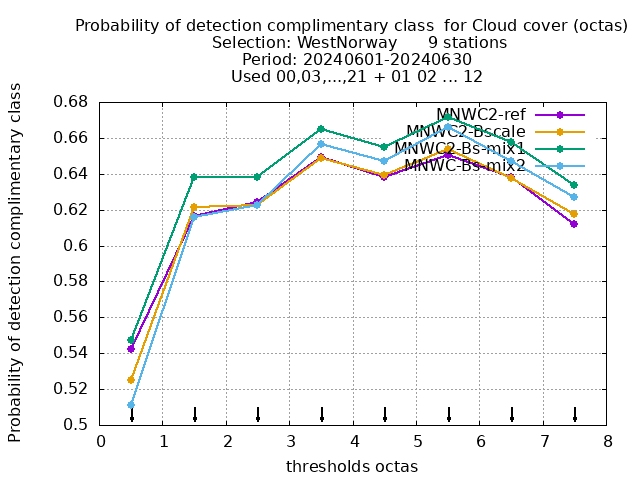 Probability of detection complimentary class  for Cloud cover (octas)
Selection: WestNorway      9 stations
Period: 20240601-20240630
Used 00,03,...,21 + 01 02 ... 12
Probability of detection complimentary class
0.68
0.66
0.64
0.62
0.6
0.58
0.56
0.54
0.52
0.5
MNWC2-ref
MNWC2-Bscale
MNWC2-Bs-mix1
MNWC-Bs-mix2
0 1 2 3 4 5 6 7 8
thresholds octas